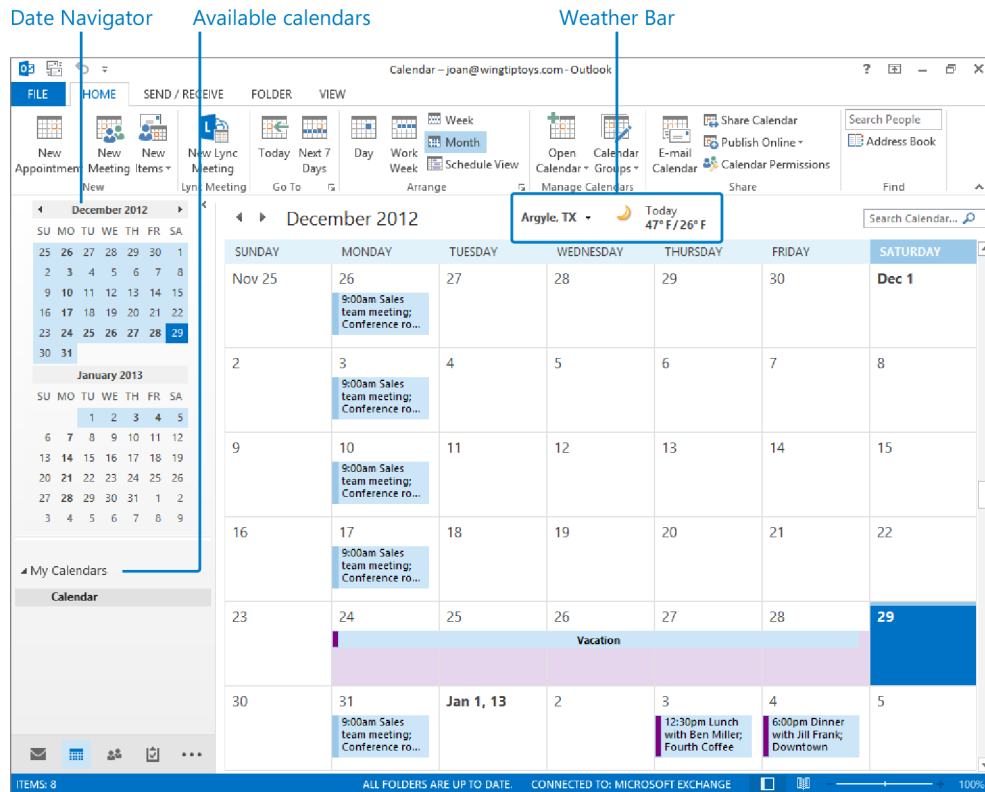 Date Navigator Available calendars Weather Bar
Calendar – joan@wingtiptoys.com - Outlook
FILE HOME SEND / RECEIVE FOLDER VIEW
New Appointment
New Meeting
New Items
New
New Lync Meeting
Lync Meeting
Today
Next 7 Days
Go To
Day
Work Week
Week
Month
Schedule View
Arrange
Open Calendar
Calendar Groups
Manage Calendars
E-mail Calendar
Share Calendar
Publish Online
Calendar Permissions
Share
Search People
Address Book
Find
December 2012
SU MO TU WE TH FR SA
25 26 27 28 29 30 1
2 3 4 5 6 7 8
9 10 11 12 13 14 15
16 17 18 19 20 21 22
23 24 25 26 27 28 29
30 31
January 2013
SU MO TU WE TH FR SA
1 2 3 4 5
6 7 8 9 10 11 12
13 14 15 16 17 18 19
20 21 22 23 24 25 26
27 28 29 30 31 1 2
3 4 5 6 7 8 9
My Calendars
Calendar
December 2012
Argyle, TX
Today
47° F / 26° F
Search Calendar...
SUNDAY MONDAY TUESDAY WEDNESDAY THURSDAY FRIDAY SATURDAY
Nov 25 26 27 28 29 30 Dec 1
9:00am Sales
team meeting;
Conference ro...
2 3 4 5 6 7 8
9:00am Sales
team meeting;
Conference ro...
9 10 11 12 13 14 15
9:00am Sales
team meeting;
Conference ro...
16 17 18 19 20 21 22
9:00am Sales
team meeting;
Conference ro...
23 24 25 26 27 28 29
Vacation
30 31 Jan 1, 13 2 3 4 5
9:00am Sales
team meeting;
Conference ro...
12:30pm Lunch
with Ben Miller;
Fourth Coffee
6:00pm Dinner
with Jill Frank;
Downtown
ITEMS: 8 ALL FOLDERS ARE UP TO DATE. CONNECTED TO: MICROSOFT EXCHANGE 100%